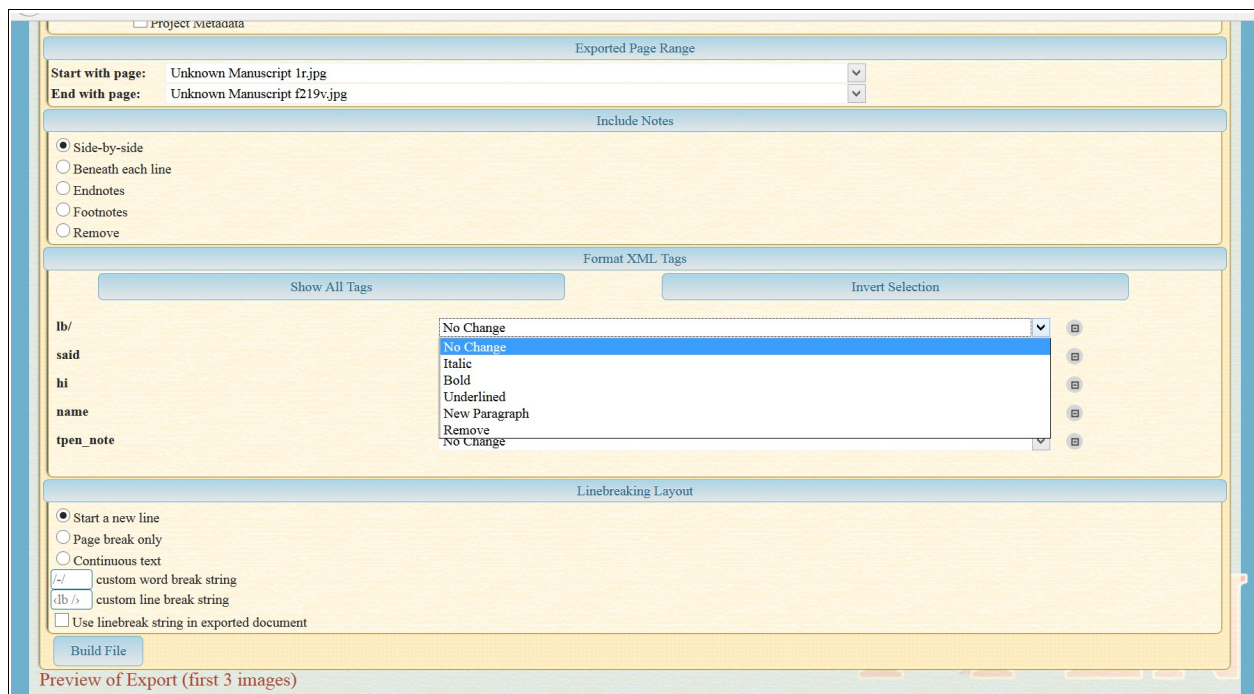 Project Metadata
Exported Page Range
Start with page: Unknown Manuscript 1r.jpg
End with page: Unknown Manuscript f219v.jpg
Include Notes
Side-by-side
Beneath each line
Endnotes
Footnotes
Remove
Format XML Tags
Show All Tags Invert Selection
lb/ No Change
No Change
said
Italic
Bold
hi
Underlined
name New Paragraph
Remove
tpen_note No Change
Linebreaking Layout
Start a new line
Page break only
Continuous text
/-/ custom word break string
‹lb /› custom line break string
Use linebreak string in exported document
Build File
Preview of Export (first 3 images)